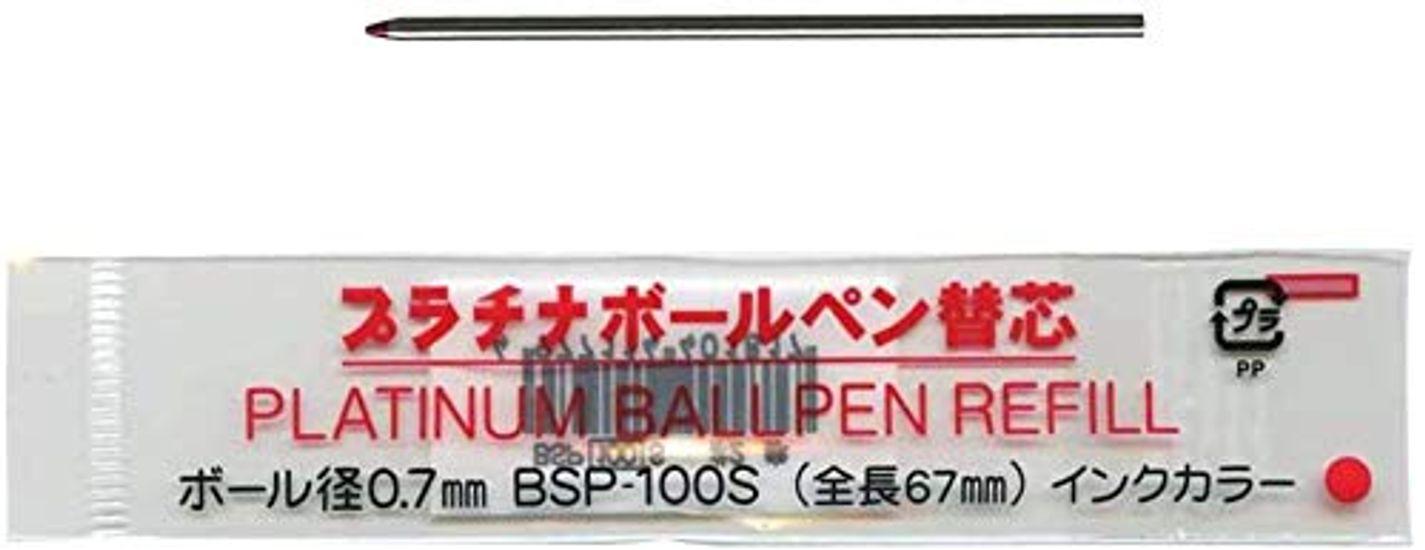 プラチナボールペン替芯
プラ
PP
PLATINUM BALLPEN REFILL
ボール径0.7㎜ BSP-100S（全長67㎜）インクカラー